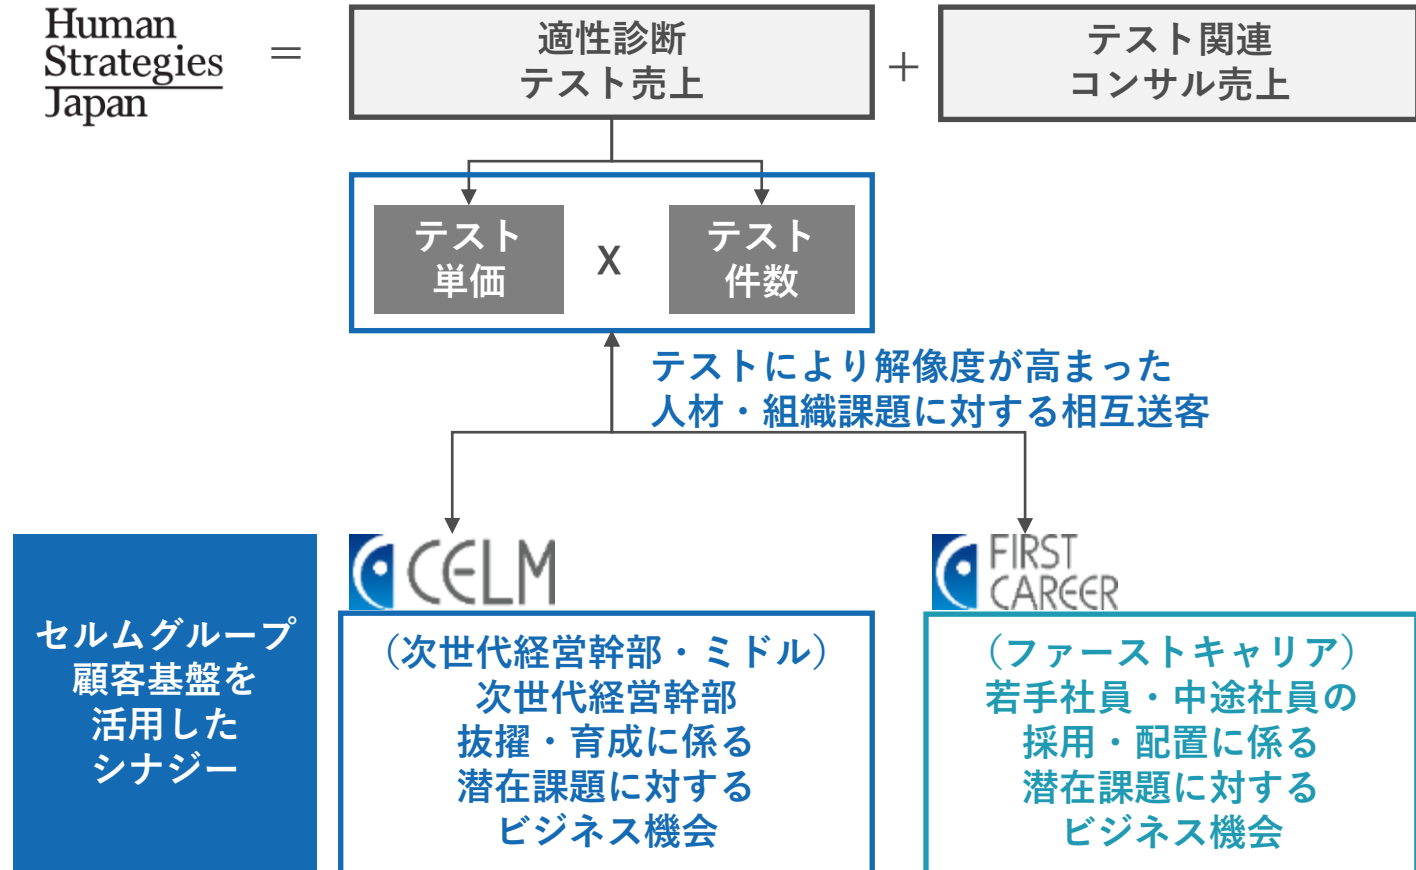 Human
Strategies
Japan
=
適性診断
テスト売上
+
テスト関連
コンサル売上
テスト
単価
x
テスト
件数
テストにより解像度が高まった
人材・組織課題に対する相互送客
セルムグループ
顧客基盤を
活用した
シナジー
CELM
(次世代経営幹部・ミドル)
次世代経営幹部
抜擢・育成に係る
潜在課題に対する
ビジネス機会
FIRST
CAREER
(ファーストキャリア)
若手社員・中途社員の
採用・配置に係る
潜在課題に対する
ビジネス機会